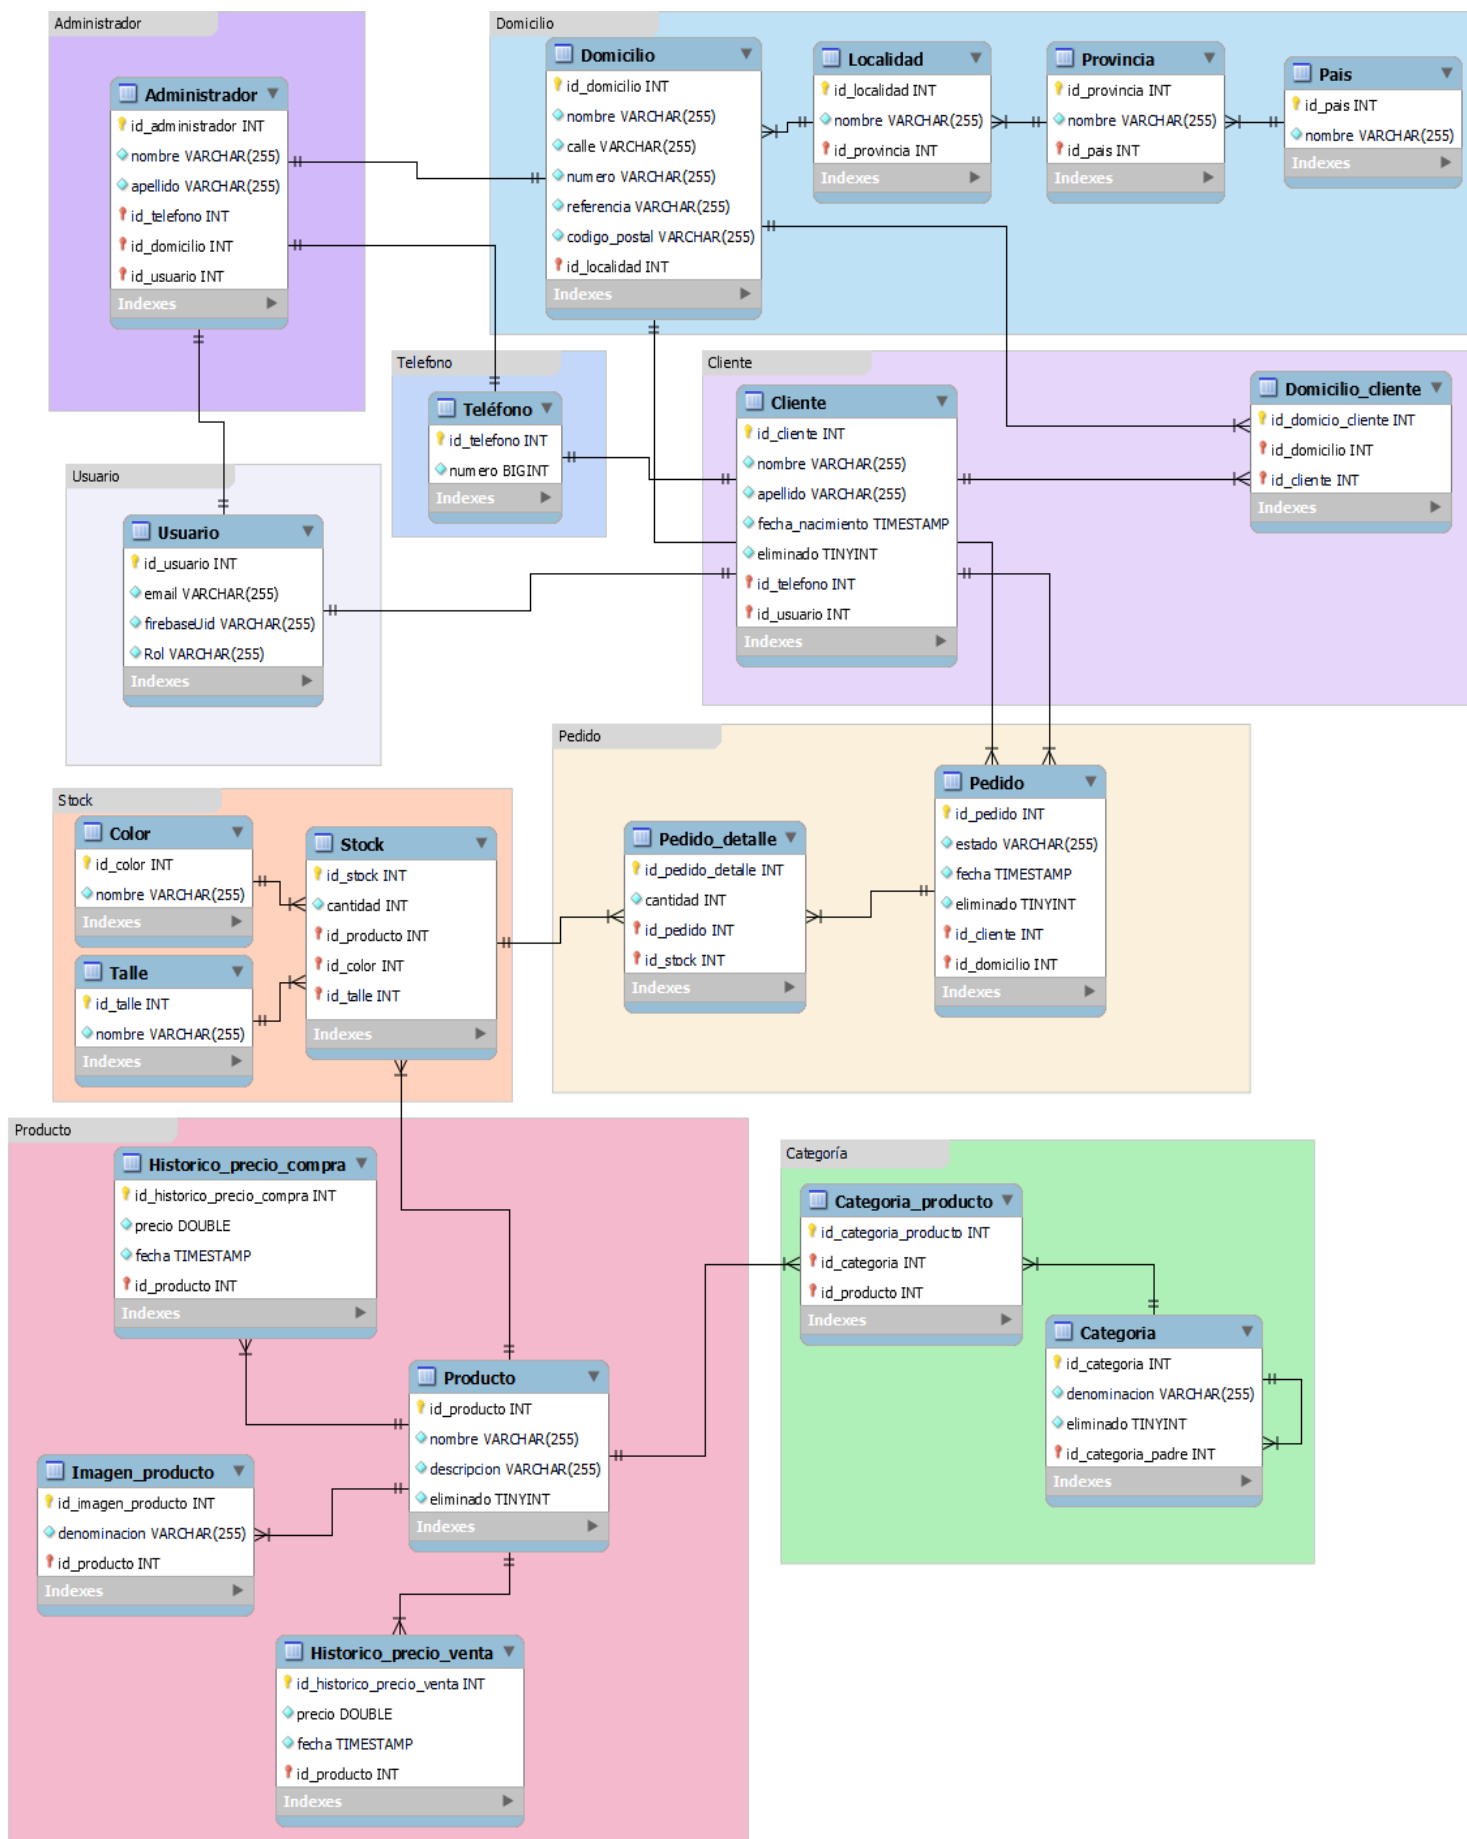 Administrador
Administrador
id_administrador INT
nombre VARCHAR(255)
apellido VARCHAR(255)
id_telefono INT
id_domicilio INT
id_usuario INT
Indexes
Domicilio
Domicilio
id_domicilio INT
nombre VARCHAR(255)
calle VARCHAR(255)
numero VARCHAR(255)
referencia VARCHAR(255)
codigo_postal VARCHAR(255)
id_localidad INT
Indexes
Localidad
id_localidad INT
nombre VARCHAR(255)
id_provincia INT
Indexes
Provincia
id_provincia INT
nombre VARCHAR(255)
id_pais INT
Indexes
Pais
id_pais INT
nombre VARCHAR(255)
Indexes
Telefono
Teléfono
id_telefono INT
numero BIGINT
Indexes
Cliente
Cliente
id_cliente INT
nombre VARCHAR(255)
apellido VARCHAR(255)
fecha_nacimiento TIMESTAMP
eliminado TINYINT
id_telefono INT
id_usuario INT
Indexes
Domicilio_cliente
id_domicio_cliente INT
id_domicilio INT
id_cliente INT
Indexes
Usuario
Usuario
id_usuario INT
email VARCHAR(255)
firebaseUid VARCHAR(255)
Rol VARCHAR(255)
Indexes
Pedido
Pedido_detalle
id_pedido_detalle INT
cantidad INT
id_pedido INT
id_stock INT
Indexes
Pedido
id_pedido INT
estado VARCHAR(255)
fecha TIMESTAMP
eliminado TINYINT
id_cliente INT
id_domicilio INT
Indexes
Stock
Color
id_color INT
nombre VARCHAR(255)
Indexes
Talle
id_talle INT
nombre VARCHAR(255)
Indexes
Stock
id_stock INT
cantidad INT
id_producto INT
id_color INT
id_talle INT
Indexes
Producto
Historico_precio_compra
id_historico_precio_compra INT
precio DOUBLE
fecha TIMESTAMP
id_producto INT
Indexes
Producto
id_producto INT
nombre VARCHAR(255)
descripcion VARCHAR(255)
eliminado TINYINT
Indexes
Imagen_producto
id_imagen_producto INT
denominacion VARCHAR(255)
id_producto INT
Indexes
Historico_precio_venta
id_historico_precio_venta INT
precio DOUBLE
fecha TIMESTAMP
id_producto INT
Indexes
Categoría
Categoria_producto
id_categoria_producto INT
id_categoria INT
id_producto INT
Indexes
Categoria
id_categoria INT
denominacion VARCHAR(255)
eliminado TINYINT
id_categoria_padre INT
Indexes